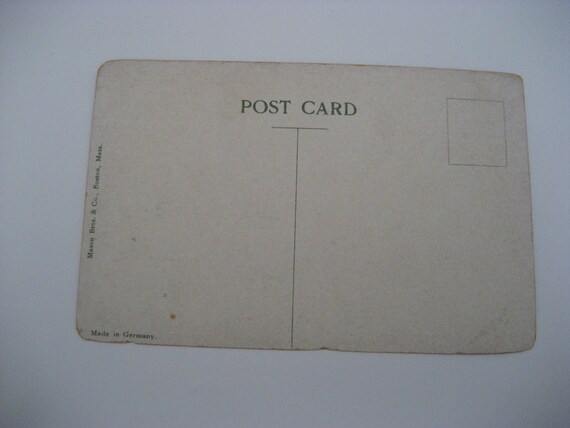 POST CARD
Mason Bros. & Co., Boston, Mass.
Made in Germany.